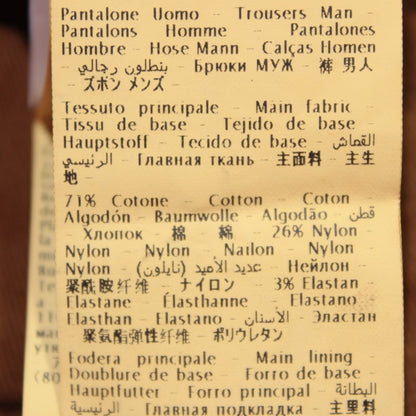 Pantalone Uomo – Trousers Man –
Pantalons Homme – Pantalones
Hombre – Hose Mann – Calças Homen
– بنطلون رجالي – Брюки МУЖ – 裤 男人
– ズボン メンズ –
Tessuto principale – Main fabric –
Tissu de base – Tejido de base –
Hauptstoff – Tecido de base – القماش
الرئيسي – Главная ткань – 主面料 – 主生
地 –
71% Cotone – Cotton – Coton –
Algodón – Baumwolle – Algodão – قطن
– Хлопок – 棉 – 綿 – 26% Nylon –
Nylon – Nylon – Nailon – Nylon –
Nylon – عديد الأميد (نايلون) – Нейлон –
聚酰胺纤维 – ナイロン – 3% Elastan –
Elastane – Élasthanne – Elastano –
Elasthan – Elastano – الأستان – Эластан
– 聚氨酯弹性纤维 – ポリウレタン –
Fodera principale – Main lining –
Doublure de base – Forro de base –
Hauptfutter – Forro principal – البطانة
الرئيسية – Главная подкладка – 主里料